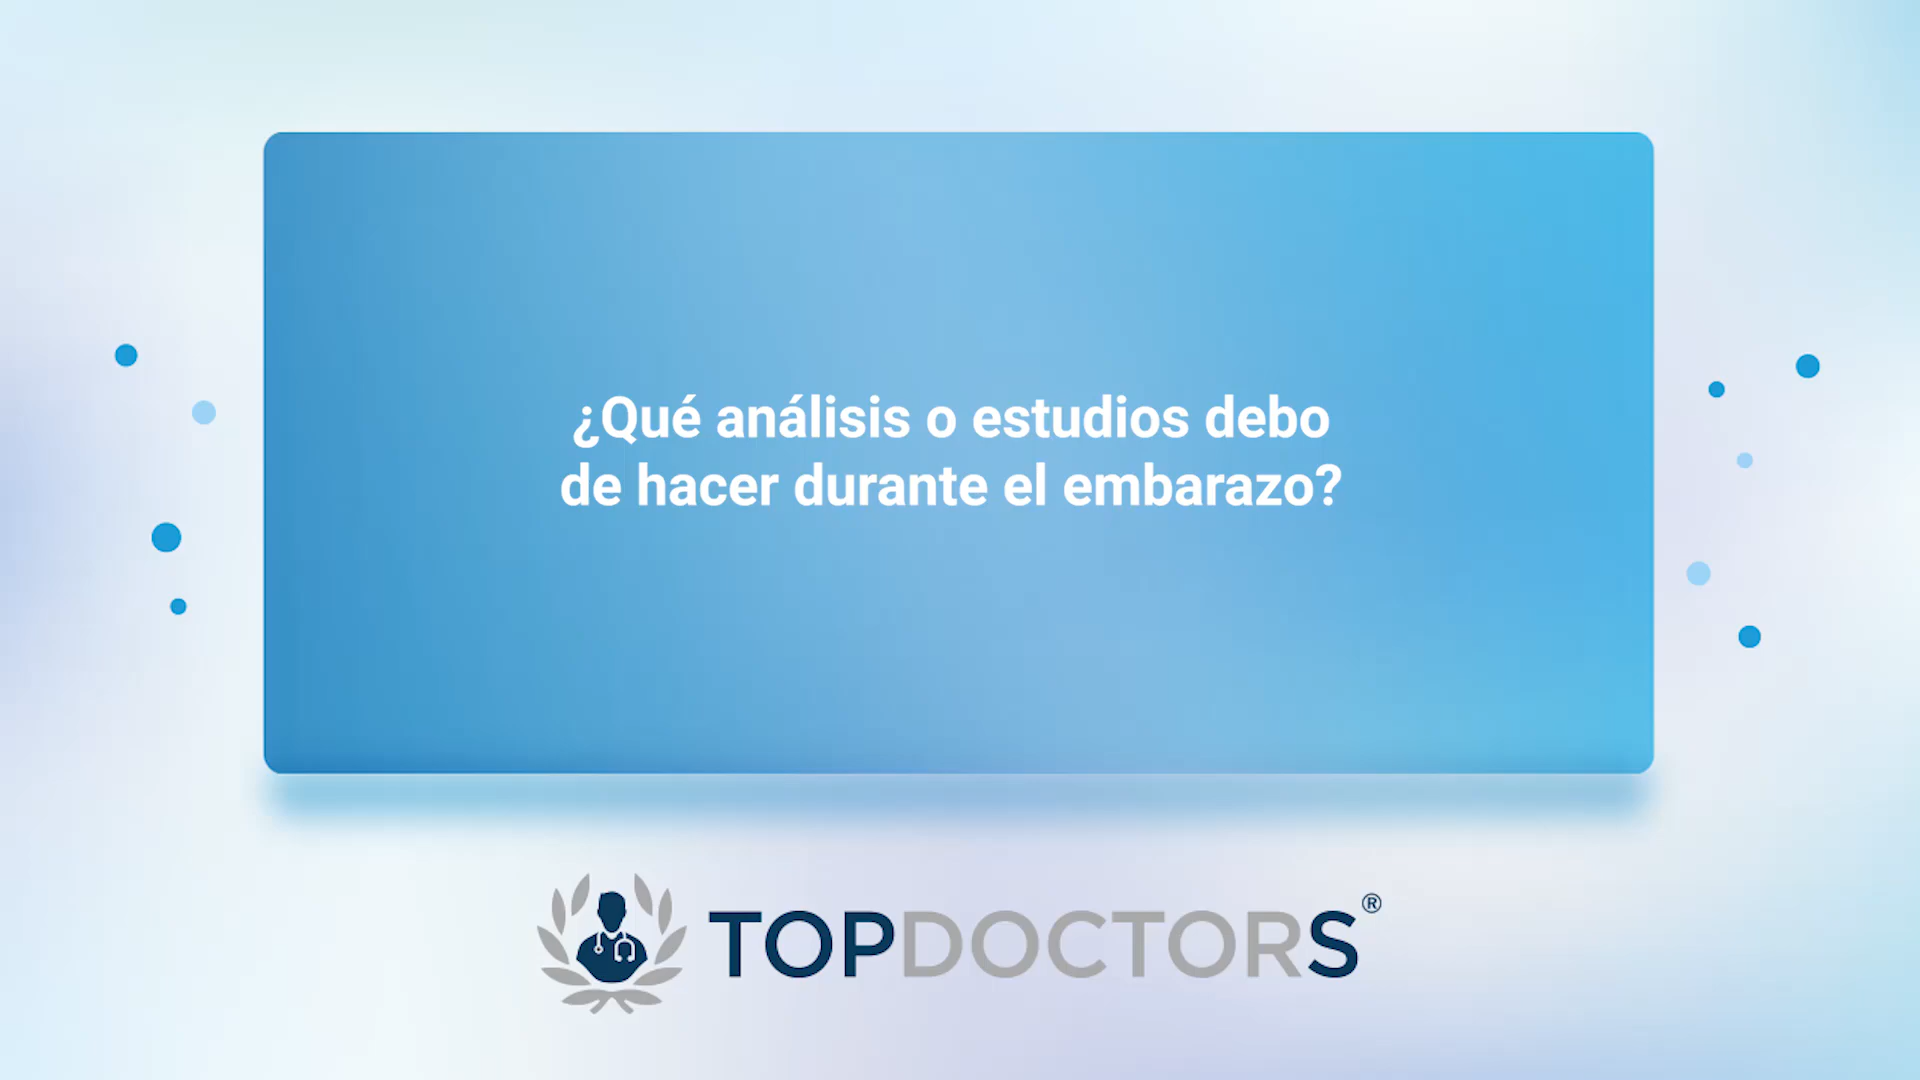 ¿Qué análisis o estudios debo
de hacer durante el embarazo?
TOPDOCTORS®